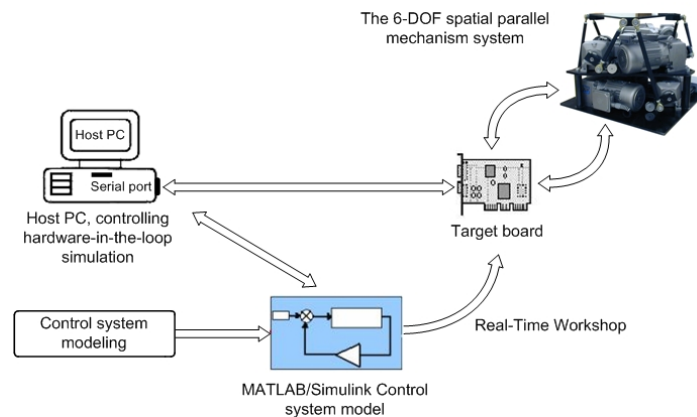 The 6-DOF spatial parallel
mechanism system
Host PC
Serial port
Host PC, controlling
hardware-in-the-loop
simulation
Target board
Control system
modeling
Real-Time Workshop
MATLAB/Simulink Control
system model